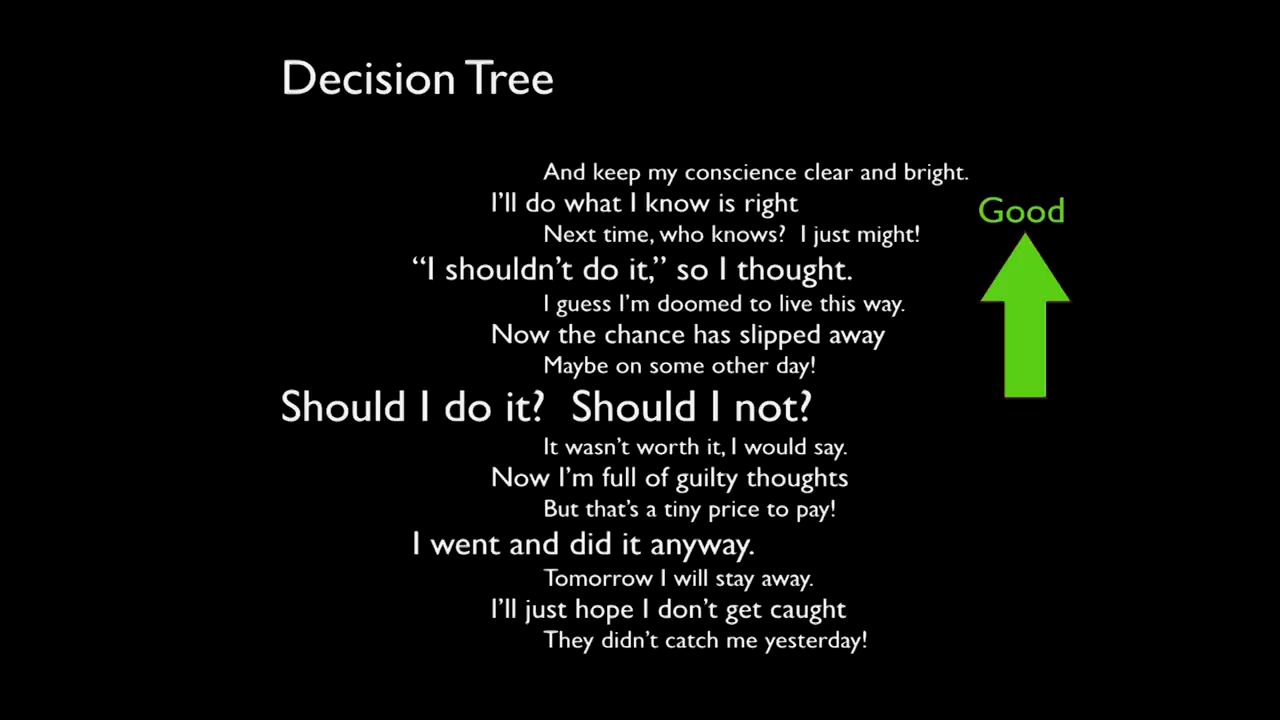 Decision Tree
And keep my conscience clear and bright.
I'll do what I know is right
Good
Next time, who knows?  I just might!
“I shouldn't do it,” so I thought.
I guess I'm doomed to live this way.
Now the chance has slipped away
Maybe on some other day!
Should I do it?  Should I not?
It wasn't worth it, I would say.
Now I'm full of guilty thoughts
But that's a tiny price to pay!
I went and did it anyway.
Tomorrow I will stay away.
I'll just hope I don't get caught
They didn't catch me yesterday!